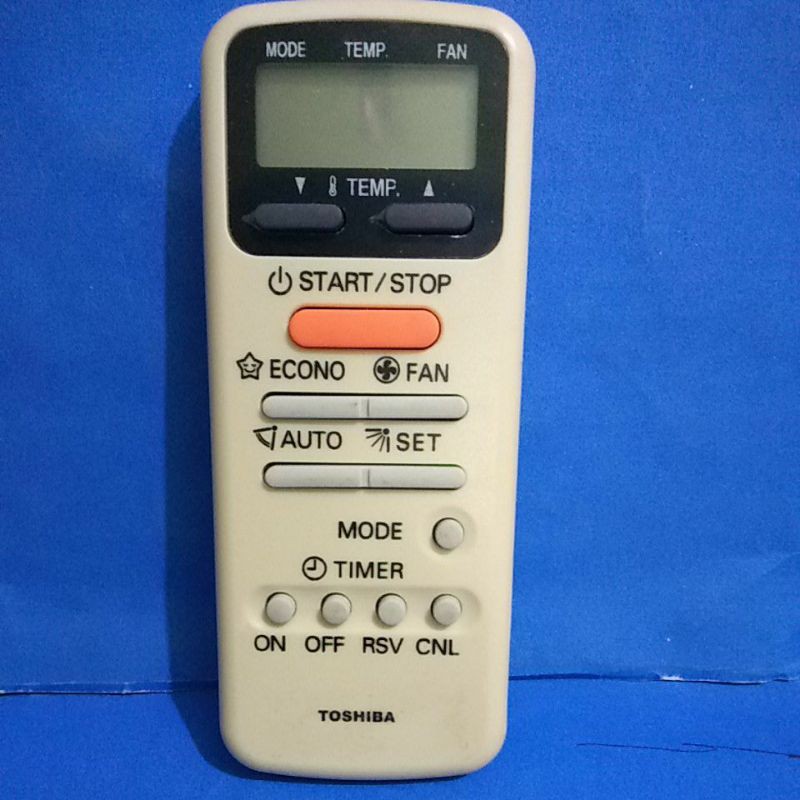 MODE TEMP. FAN
▼ TEMP. ▲
START/STOP
ECONO FAN
AUTO SET
MODE
TIMER
ON OFF RSV CNL
TOSHIBA